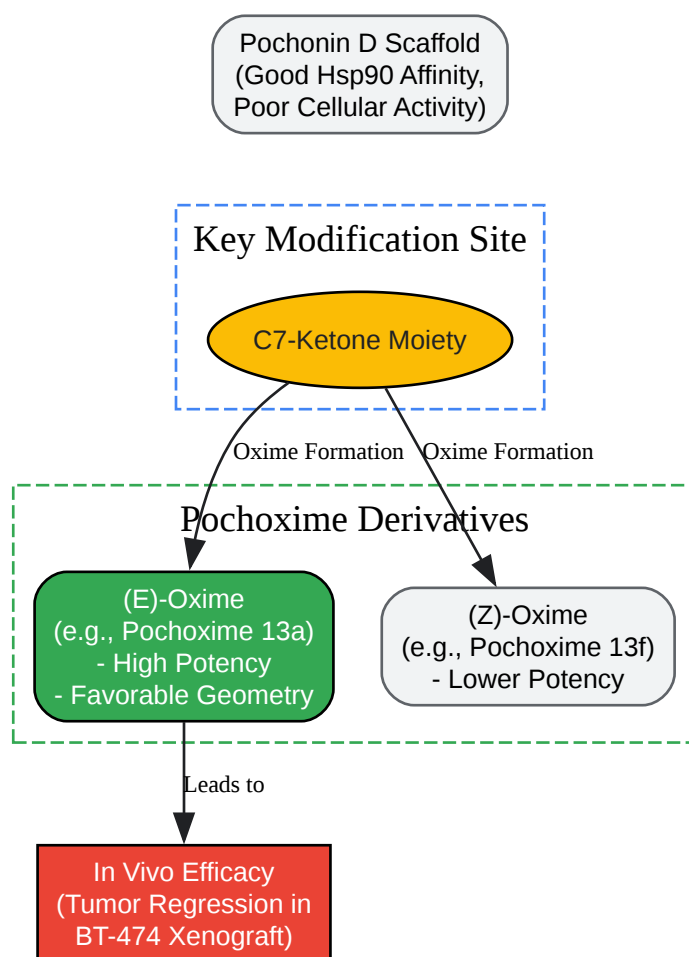 Pochonin D Scaffold
(Good Hsp90 Affinity,
Poor Cellular Activity)
Key Modification Site
C7-Ketone Moiety
Oxime Formation
Oxime Formation
Pochoxime Derivatives
(E)-Oxime
(e.g., Pochoxime 13a)
- High Potency
- Favorable Geometry
(Z)-Oxime
(e.g., Pochoxime 13f)
- Lower Potency
Leads to
In Vivo Efficacy
(Tumor Regression in
BT-474 Xenograft)